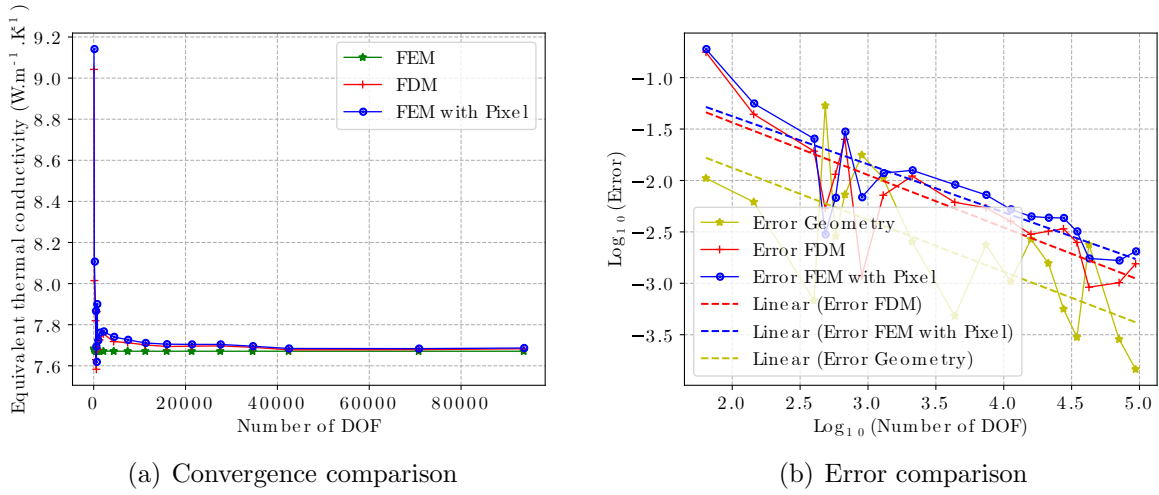 Equivalent thermal conductivity (W.m⁻¹ .K⁻¹)
9.2
9.0
8.8
8.6
8.4
8.2
8.0
7.8
7.6
FEM
FDM
FEM with Pixel
0
20000
40000
60000
80000
Number of DOF
(a) Convergence comparison
Log₁₀(Error)
−1.0
−1.5
−2.0
−2.5
−3.0
−3.5
Error Geometry
Error FDM
Error FEM with Pixel
Linear (Error FDM)
Linear (Error FEM with Pixel)
Linear (Error Geometry)
2.0
2.5
3.0
3.5
4.0
4.5
5.0
Log₁₀(Number of DOF)
(b) Error comparison